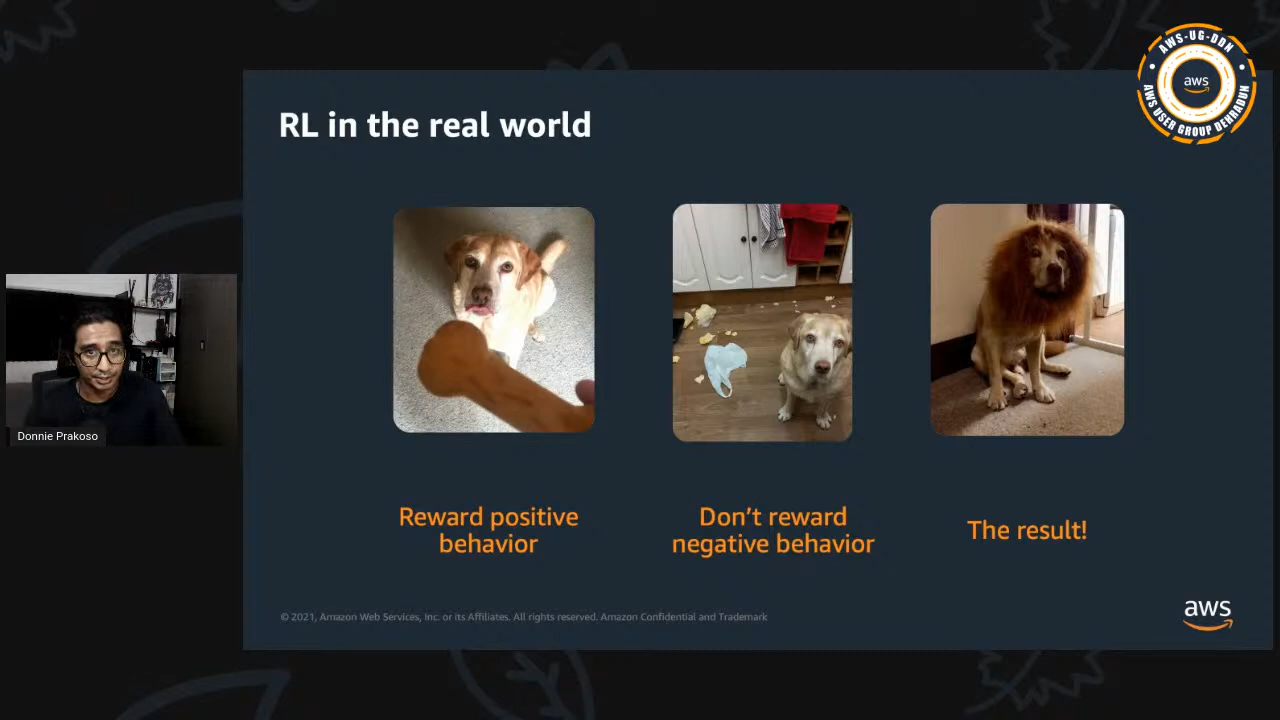 AWS-UG-DDN
aws
AWS USER GROUP DEHRADUN
RL in the real world
Donnie Prakoso
Reward positive
behavior
Don't reward
negative behavior
The result!
© 2021, Amazon Web Services, Inc. or its Affiliates. All rights reserved. Amazon Confidential and Trademark
aws